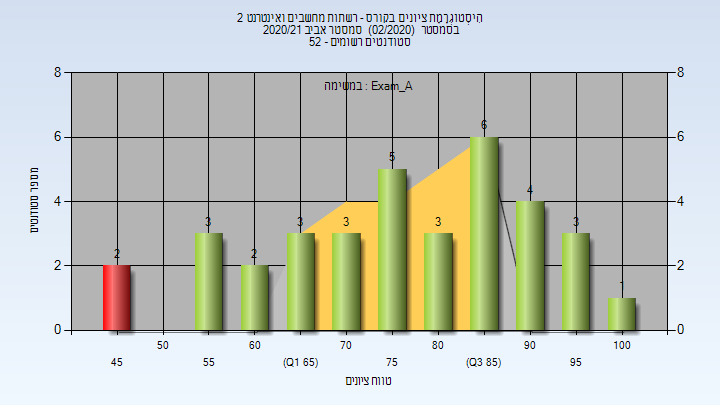 הִיסְטוֹגְרַמַּת ציונים בקורס - רשתות מחשבים ואינטרנט 2
בסמסטר (02/2020) סמסטר אביב 2020/21
סטודנטים רשומים - 52
במשימה : Exam_A
מספר סטודנטים
8 8
6 6
4 4
2 2
0 0
2 3 2 3 3 5 3 6 4 3 1
50 60 70 80 90 100
45 55 (Q1 65) 75 (Q3 85) 95
טווח ציונים